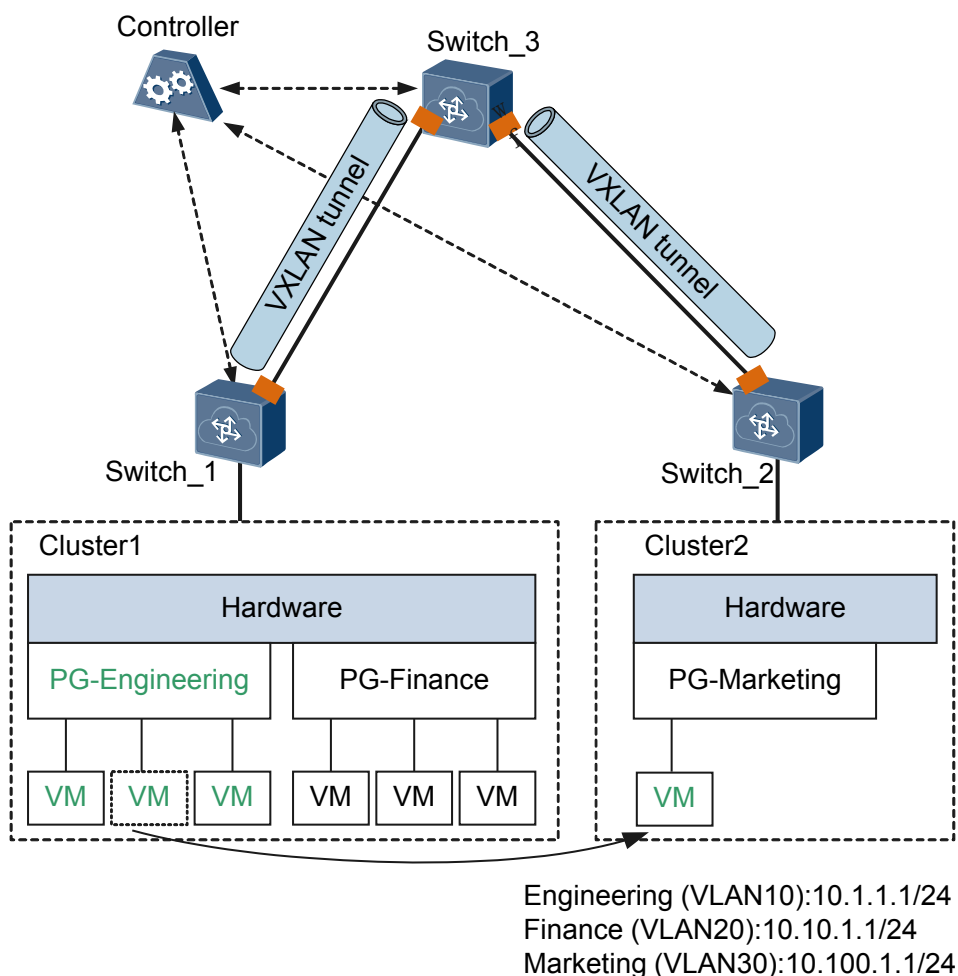 Controller
Switch_3
VXLAN tunnel
VXLAN tunnel
Switch_1
Switch_2
Cluster1
Hardware
PG-Engineering
PG-Finance
VM
VM
VM
VM
VM
VM
Cluster2
Hardware
PG-Marketing
VM
Engineering (VLAN10):10.1.1.1/24
Finance (VLAN20):10.10.1.1/24
Marketing (VLAN30):10.100.1.1/24